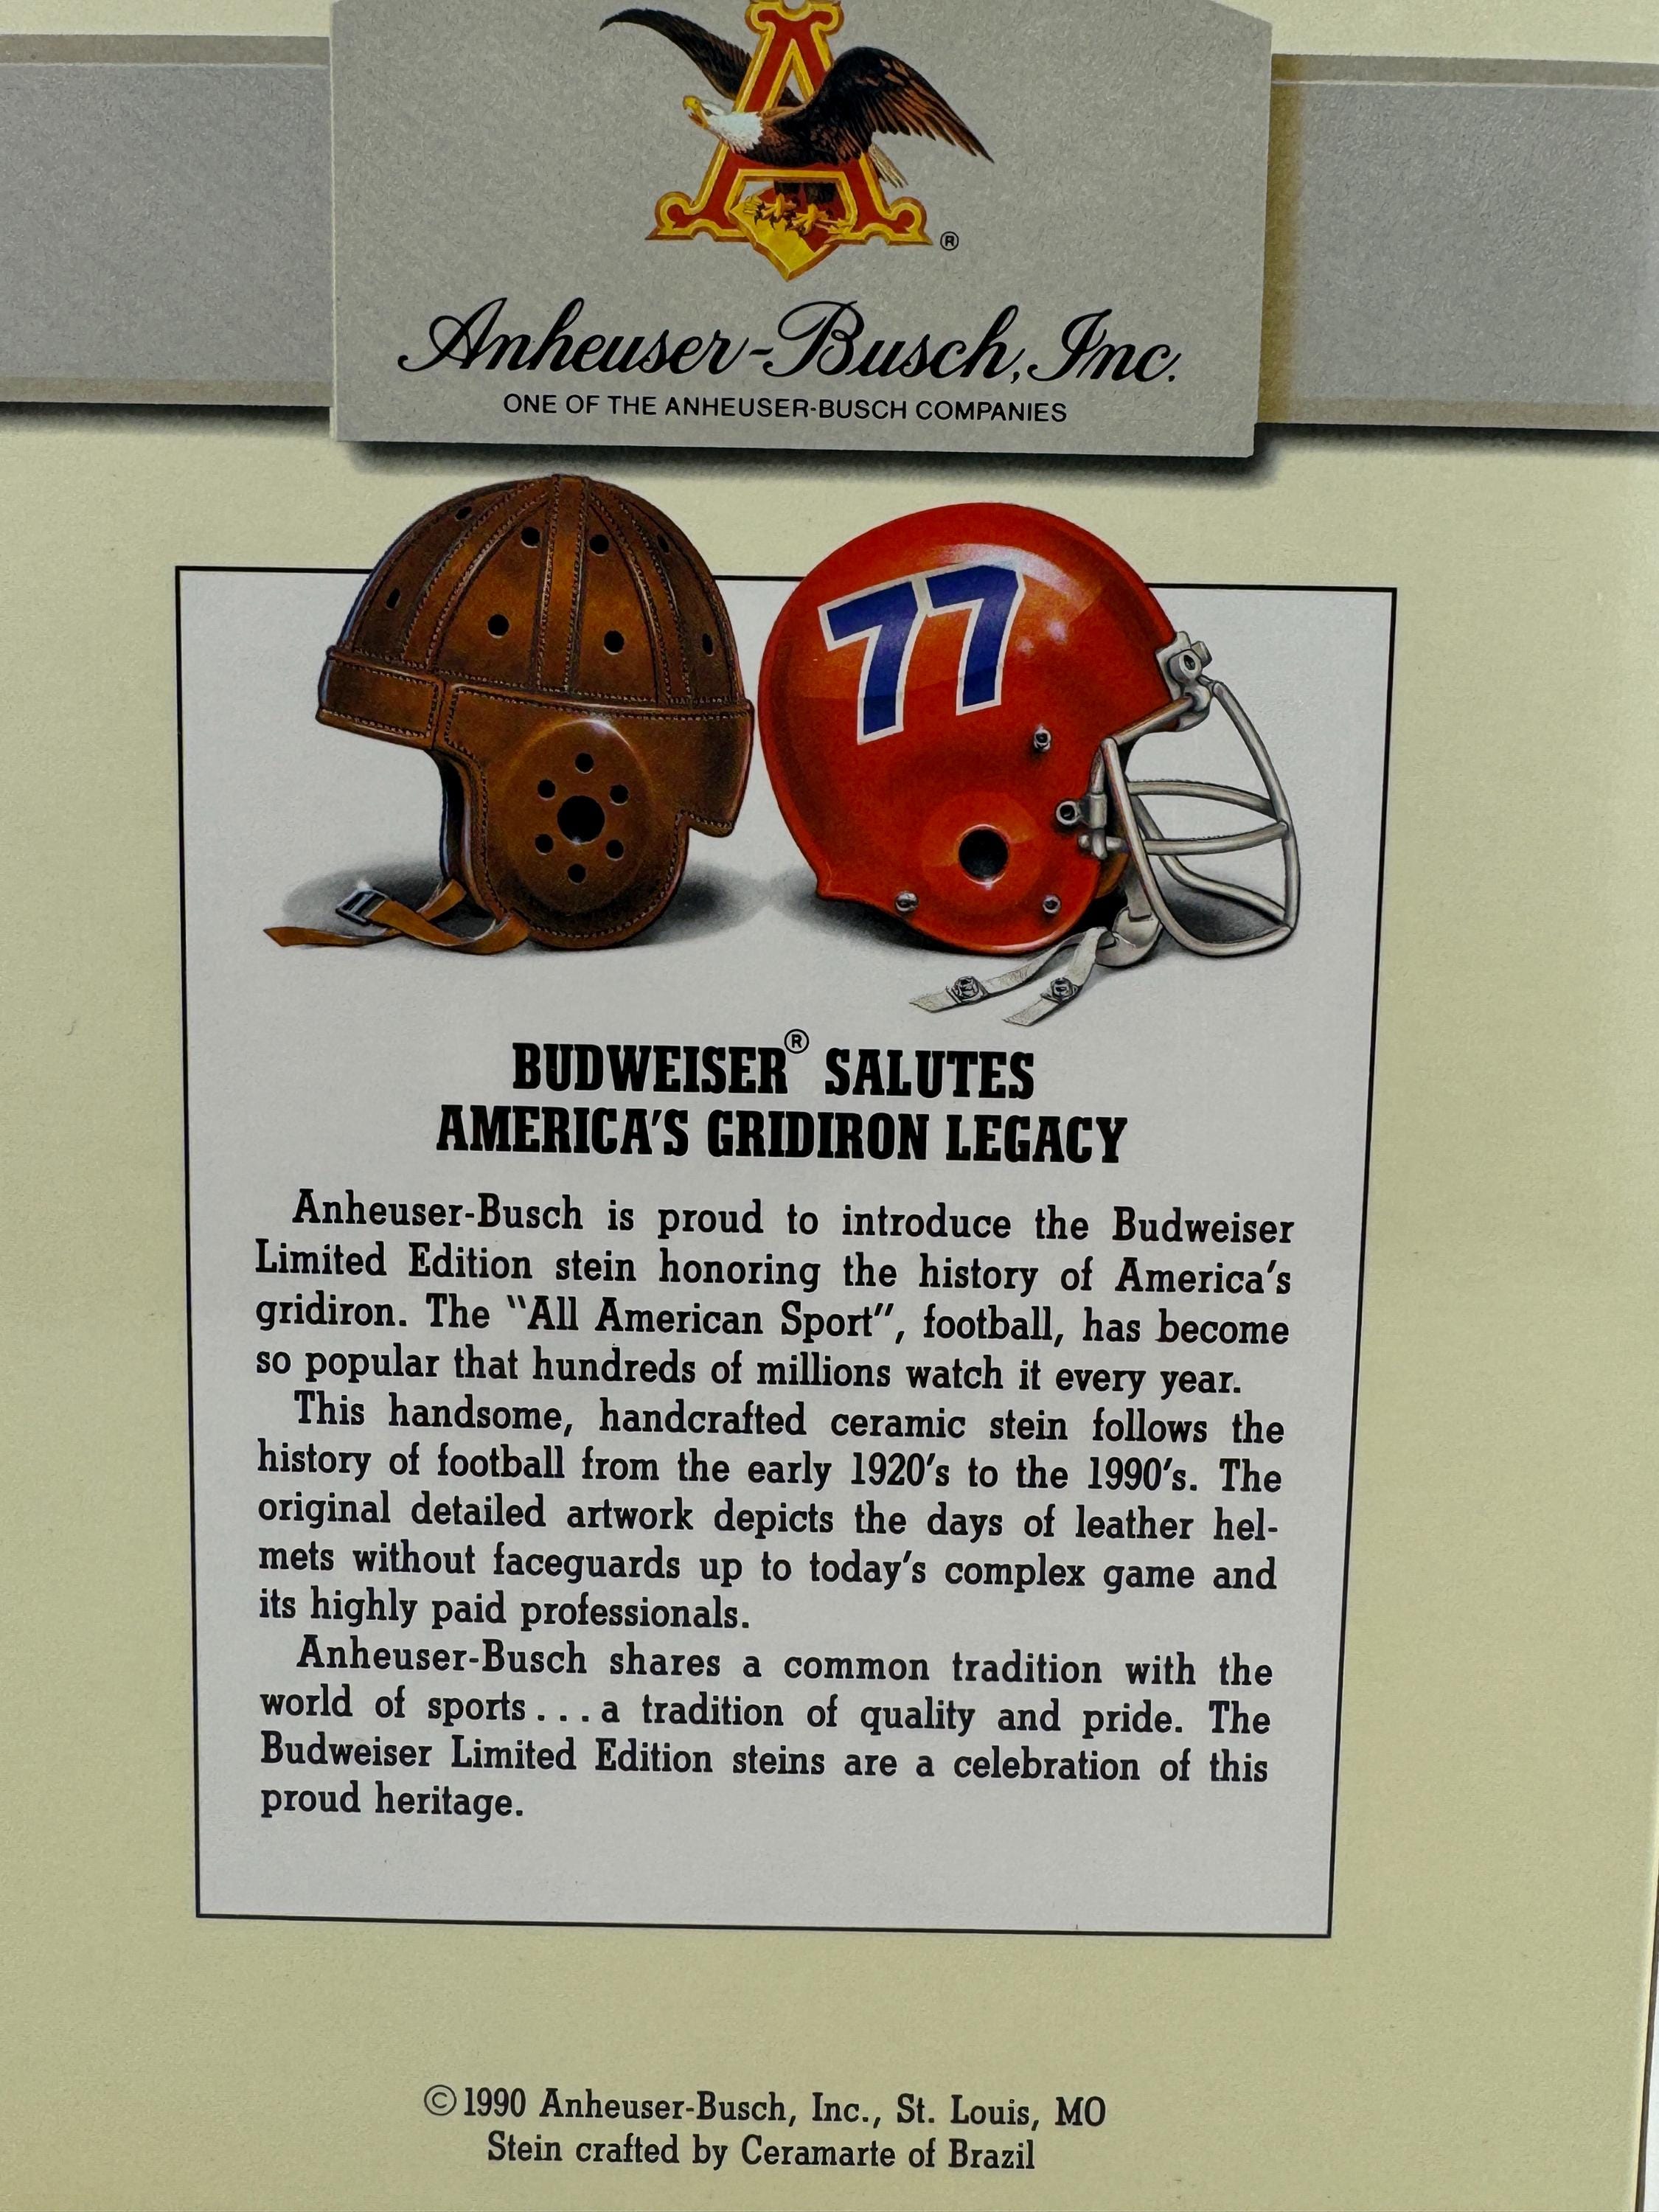 A
®
Anheuser-Busch, Inc.
ONE OF THE ANHEUSER-BUSCH COMPANIES
77
BUDWEISER® SALUTES
AMERICA'S GRIDIRON LEGACY
Anheuser-Busch is proud to introduce the Budweiser
Limited Edition stein honoring the history of America's
gridiron. The "All American Sport", football, has become
so popular that hundreds of millions watch it every year.
This handsome, handcrafted ceramic stein follows the
history of football from the early 1920's to the 1990's. The
original detailed artwork depicts the days of leather hel-
mets without faceguards up to today's complex game and
its highly paid professionals.
Anheuser-Busch shares a common tradition with the
world of sports...a tradition of quality and pride. The
Budweiser Limited Edition steins are a celebration of this
proud heritage.
©1990 Anheuser-Busch, Inc., St. Louis, MO
Stein crafted by Ceramarte of Brazil